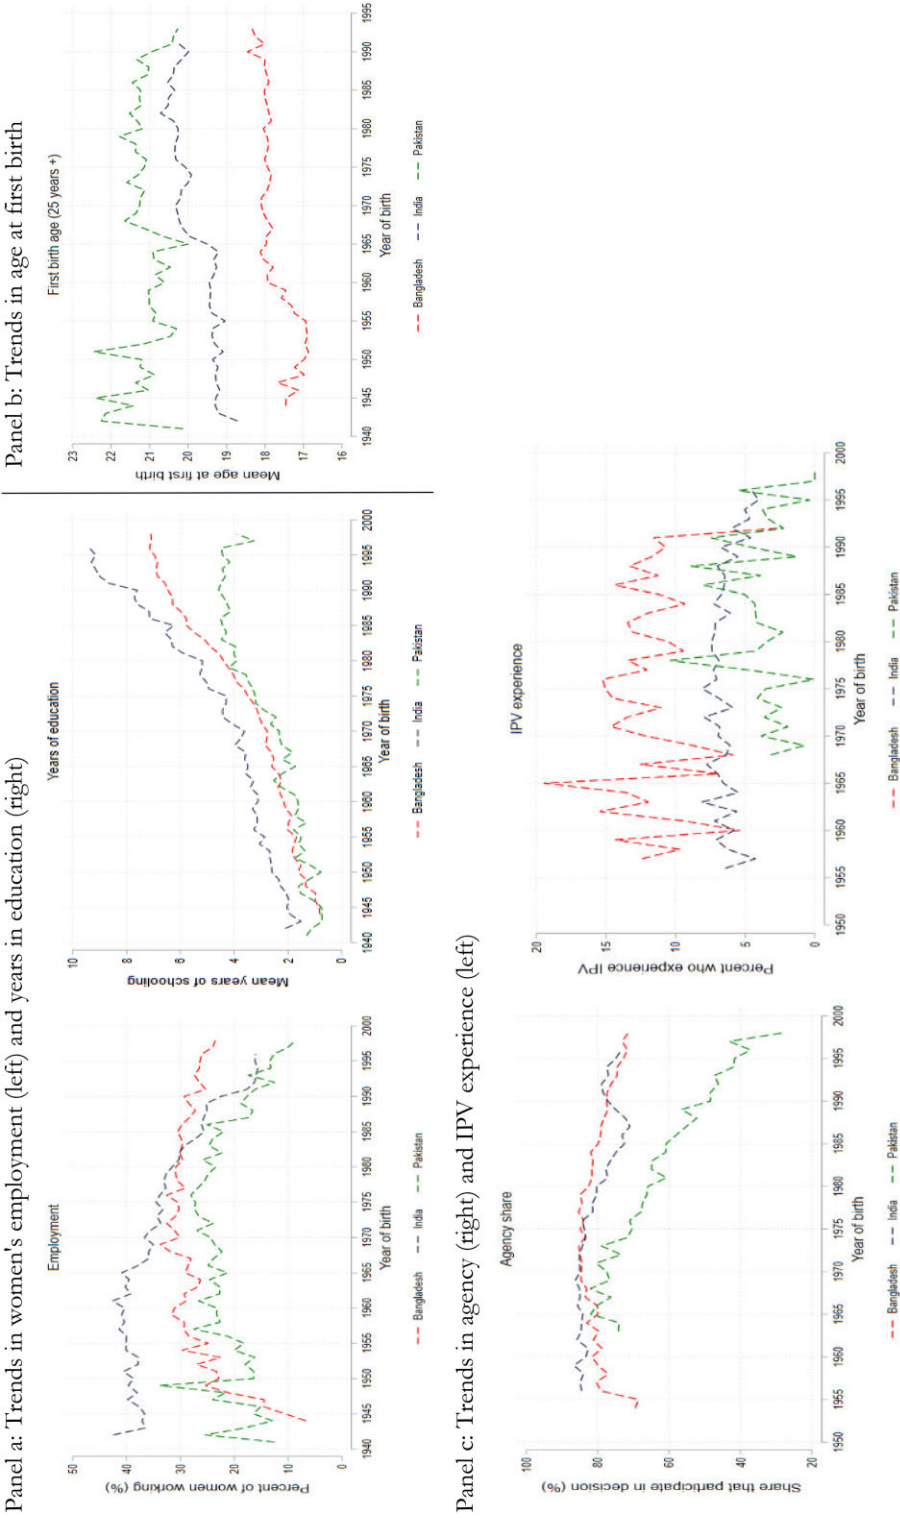 Panel a: Trends in women's employment (left) and years in education (right)
Employment
Percent of women working (%)
50
40
30
20
10
0
1940 1945 1950 1955 1960 1965 1970 1975 1980 1985 1990 1995 2000
Year of birth
Bangladesh India Pakistan
Years of education
Mean years of schooling
10
8
6
4
2
0
1940 1945 1950 1955 1960 1965 1970 1975 1980 1985 1990 1995 2000
Year of birth
Bangladesh India Pakistan
Panel b: Trends in age at first birth
First birth age (25 years +)
Mean age at first birth
23
22
21
20
19
18
17
16
1940 1945 1950 1955 1960 1965 1970 1975 1980 1985 1990 1995
Year of birth
Bangladesh India Pakistan
Panel c: Trends in agency (right) and IPV experience (left)
Agency share
Share that participate in decision (%)
100
80
60
40
20
1950 1955 1960 1965 1970 1975 1980 1985 1990 1995 2000
Year of birth
Bangladesh India Pakistan
IPV experience
Percent who experience IPV
20
15
10
5
0
1950 1955 1960 1965 1970 1975 1980 1985 1990 1995 2000
Year of birth
Bangladesh India Pakistan